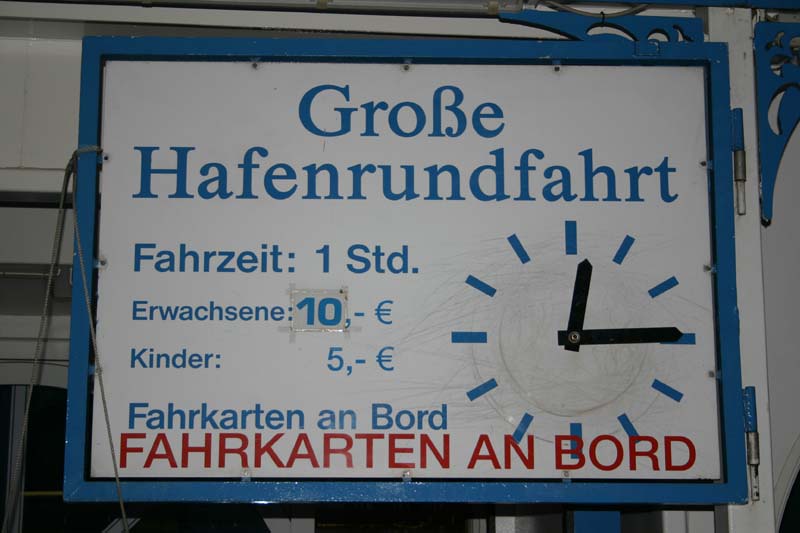 Große
Hafenrundfahrt
Fahrzeit: 1 Std.
Erwachsene: 10,- €
Kinder: 5,- €
Fahrkarten an Bord
FAHRKARTEN AN BORD